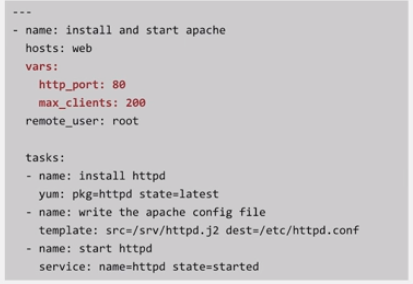 ---
- name: install and start apache
  hosts: web
  vars:
    http_port: 80
    max_clients: 200
  remote_user: root

  tasks:
  - name: install httpd
    yum: pkg=httpd state=latest
  - name: write the apache config file
    template: src=/srv/httpd.j2 dest=/etc/httpd.conf
  - name: start httpd
    service: name=httpd state=started